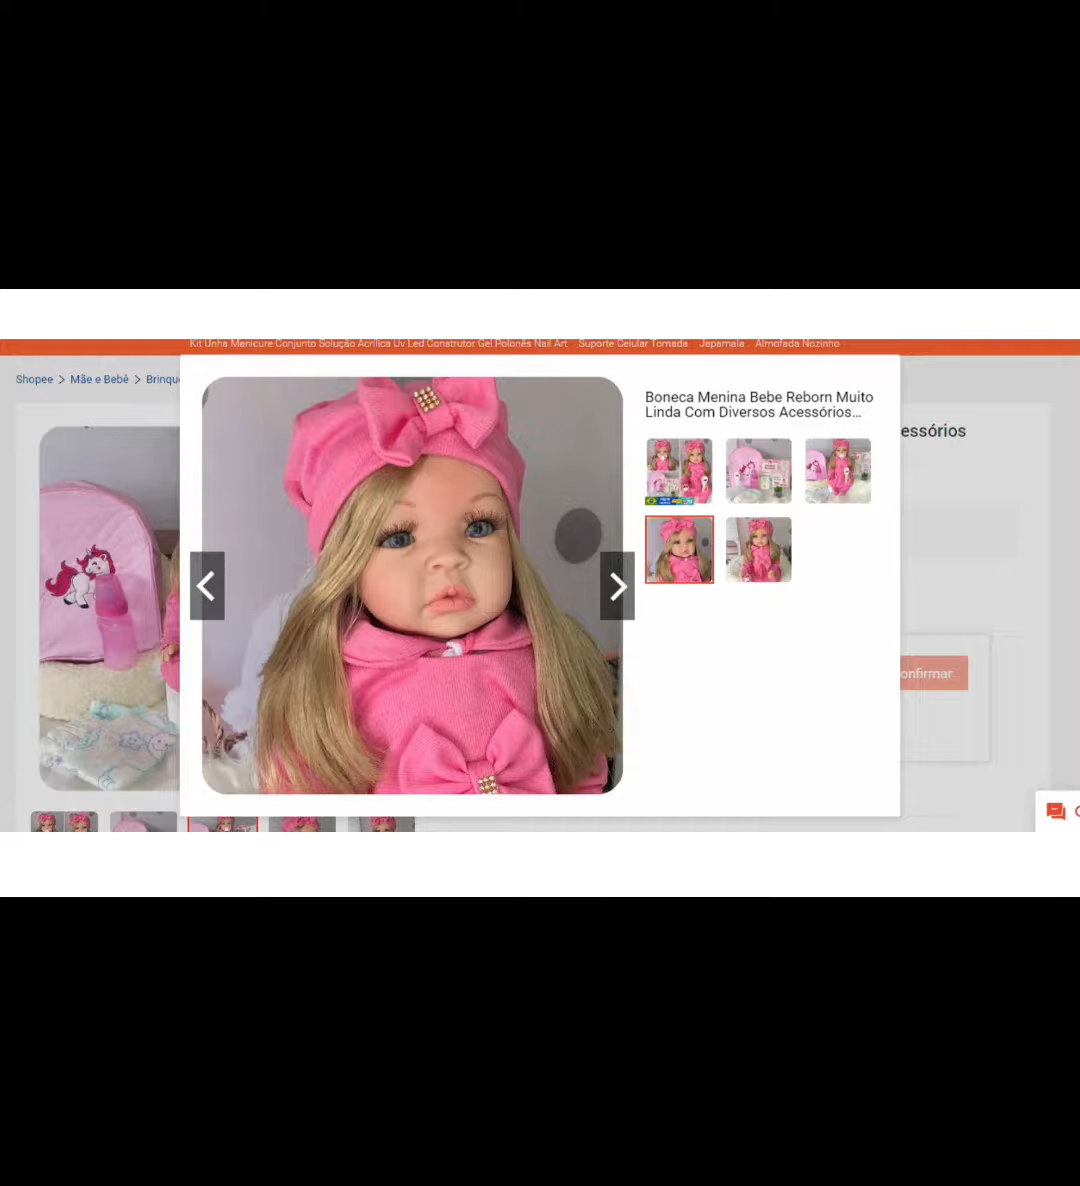 Kit Unha Manicure Conjunto Solução Acrílica Uv Led Construtor Gel Polonês Nail Art Suporte Celular Tomada Japamala Almofada Nozinho
Shopee > Mãe e Bebê > Brinqu
Boneca Menina Bebe Reborn Muito
Linda Com Diversos Acessórios...
essórios
onfirmar